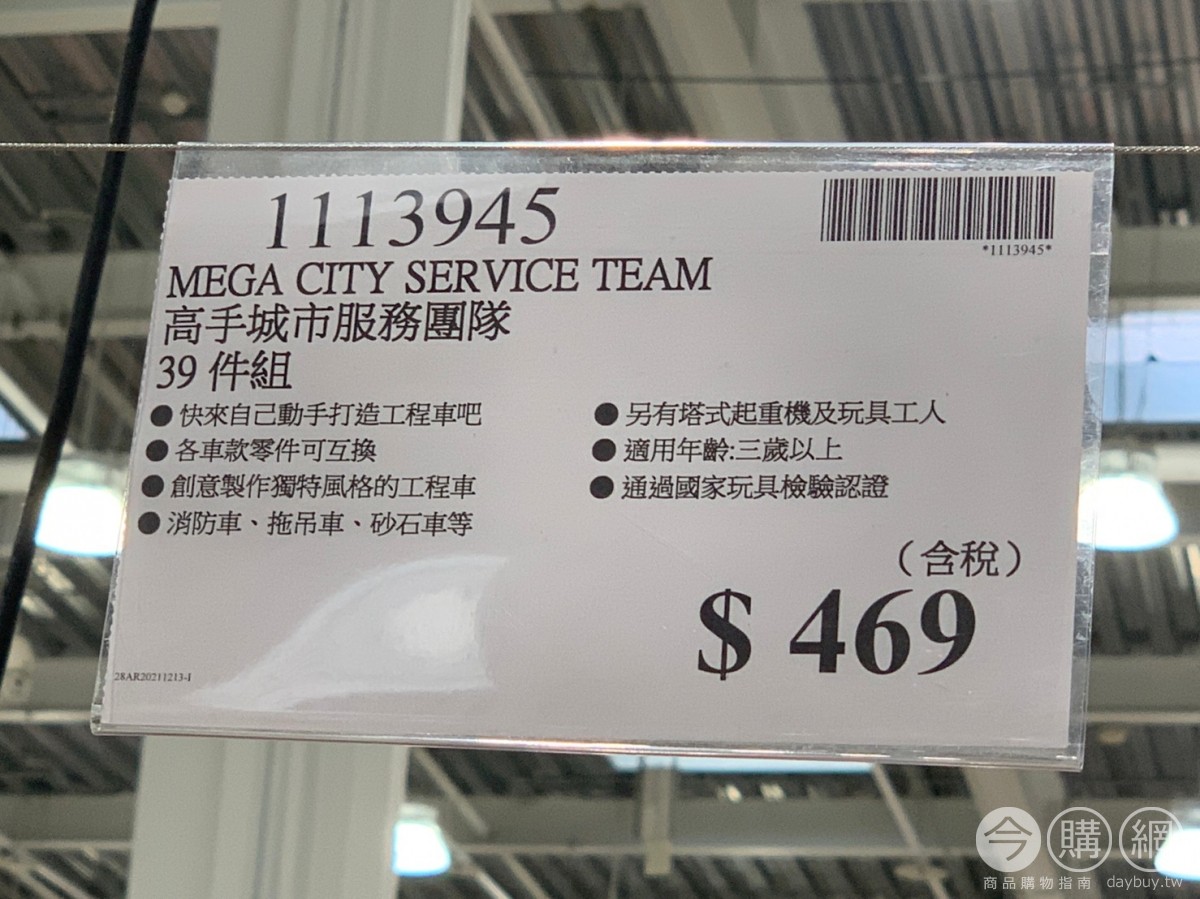 1113945
*1113945*
MEGA CITY SERVICE TEAM
高手城市服務團隊
39 件組
● 快來自己動手打造工程車吧
● 各車款零件可互換
● 創意製作獨特風格的工程車
● 消防車、拖吊車、砂石車等
● 另有塔式起重機及玩具工人
● 適用年齡:三歲以上
● 通過國家玩具檢驗認證
（含稅）
$ 469
28AR20211213-I
今購網
商品購物指南 daybuy.tw